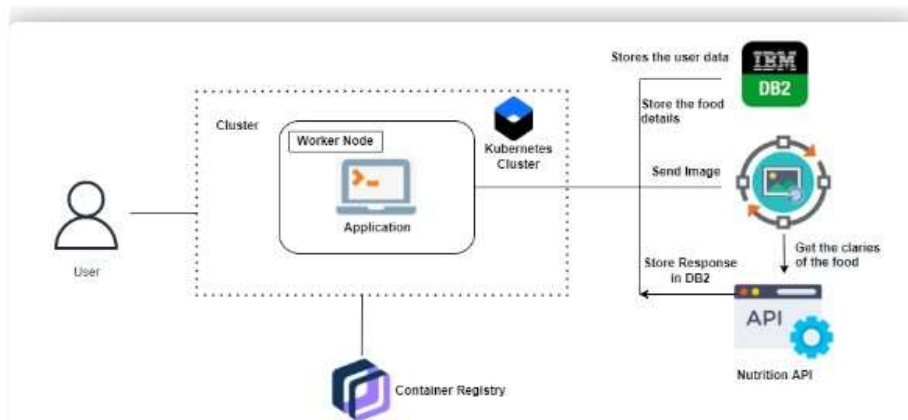 Stores the user data
IBM
DB2
Store the food
details
Cluster
Worker Node
Kubernetes
Cluster
Application
Send Image
User
Get the claries
of the food
Store Response
in DB2
API
Nutrition API
Container Registry